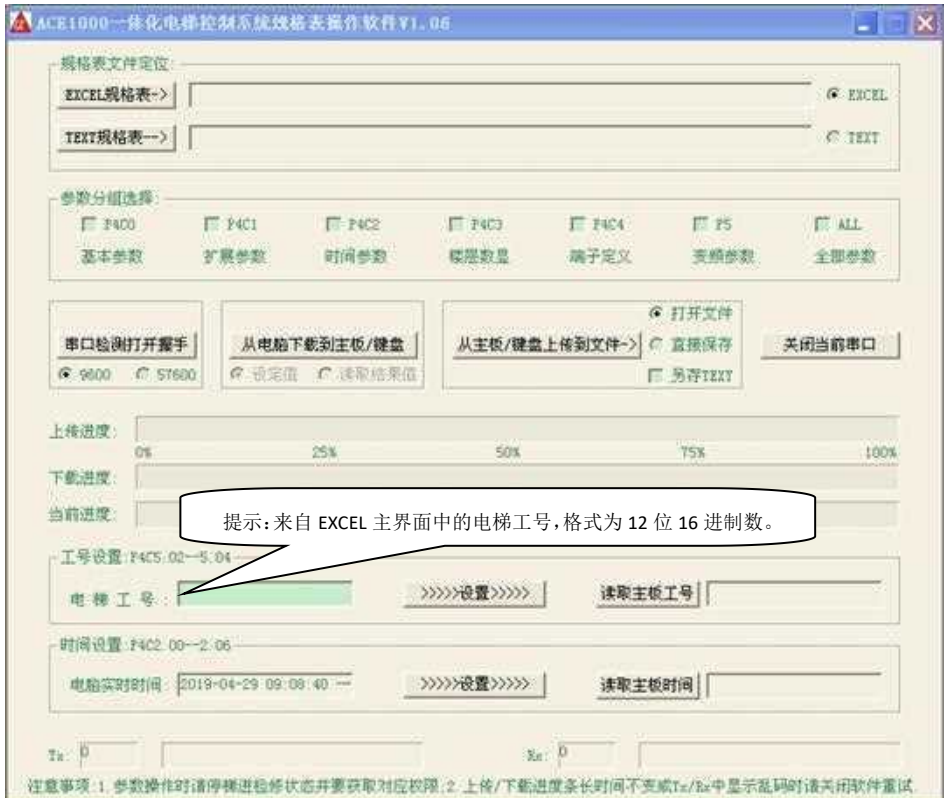 ACE1000一体化电梯控制系统规格表操作软件V1.06
规格表文件定位:
EXCEL规格表-> EXCEL
TEXT规格表--> TEXT
参数分组选择:
P4C0 P4C1 P4C2 P4C3 P4C4 P5 ALL
基本参数 扩展参数 时间参数 楼层数显 端子定义 变频参数 全部参数
打开文件
串口检测打开握手 从电脑下载到主板/键盘 从主板/键盘上传到文件-> 直接保存 关闭当前串口
9600 57600 设定值 读取结果值 另存TEXT
上传进度:
0% 25% 50% 75% 100%
下载进度:
当前进度:
提示:来自 EXCEL 主界面中的电梯工号,格式为 12 位 16 进制数。
工号设置:P4C5.02--5.04
电 梯 工 号 : >>>>>设置>>>>> 读取主板工号
时间设置:P4C2.00--2.06
电脑实时时间: 2019-04-29 09:08:40 >>>>>设置>>>>> 读取主板时间
Tx: 0 Rx: 0
注意事项:1.参数操作时请停梯进检修状态并要获取对应权限;2.上传/下载进度条长时间不变或Tx/Rx中显示乱码时请关闭软件重试